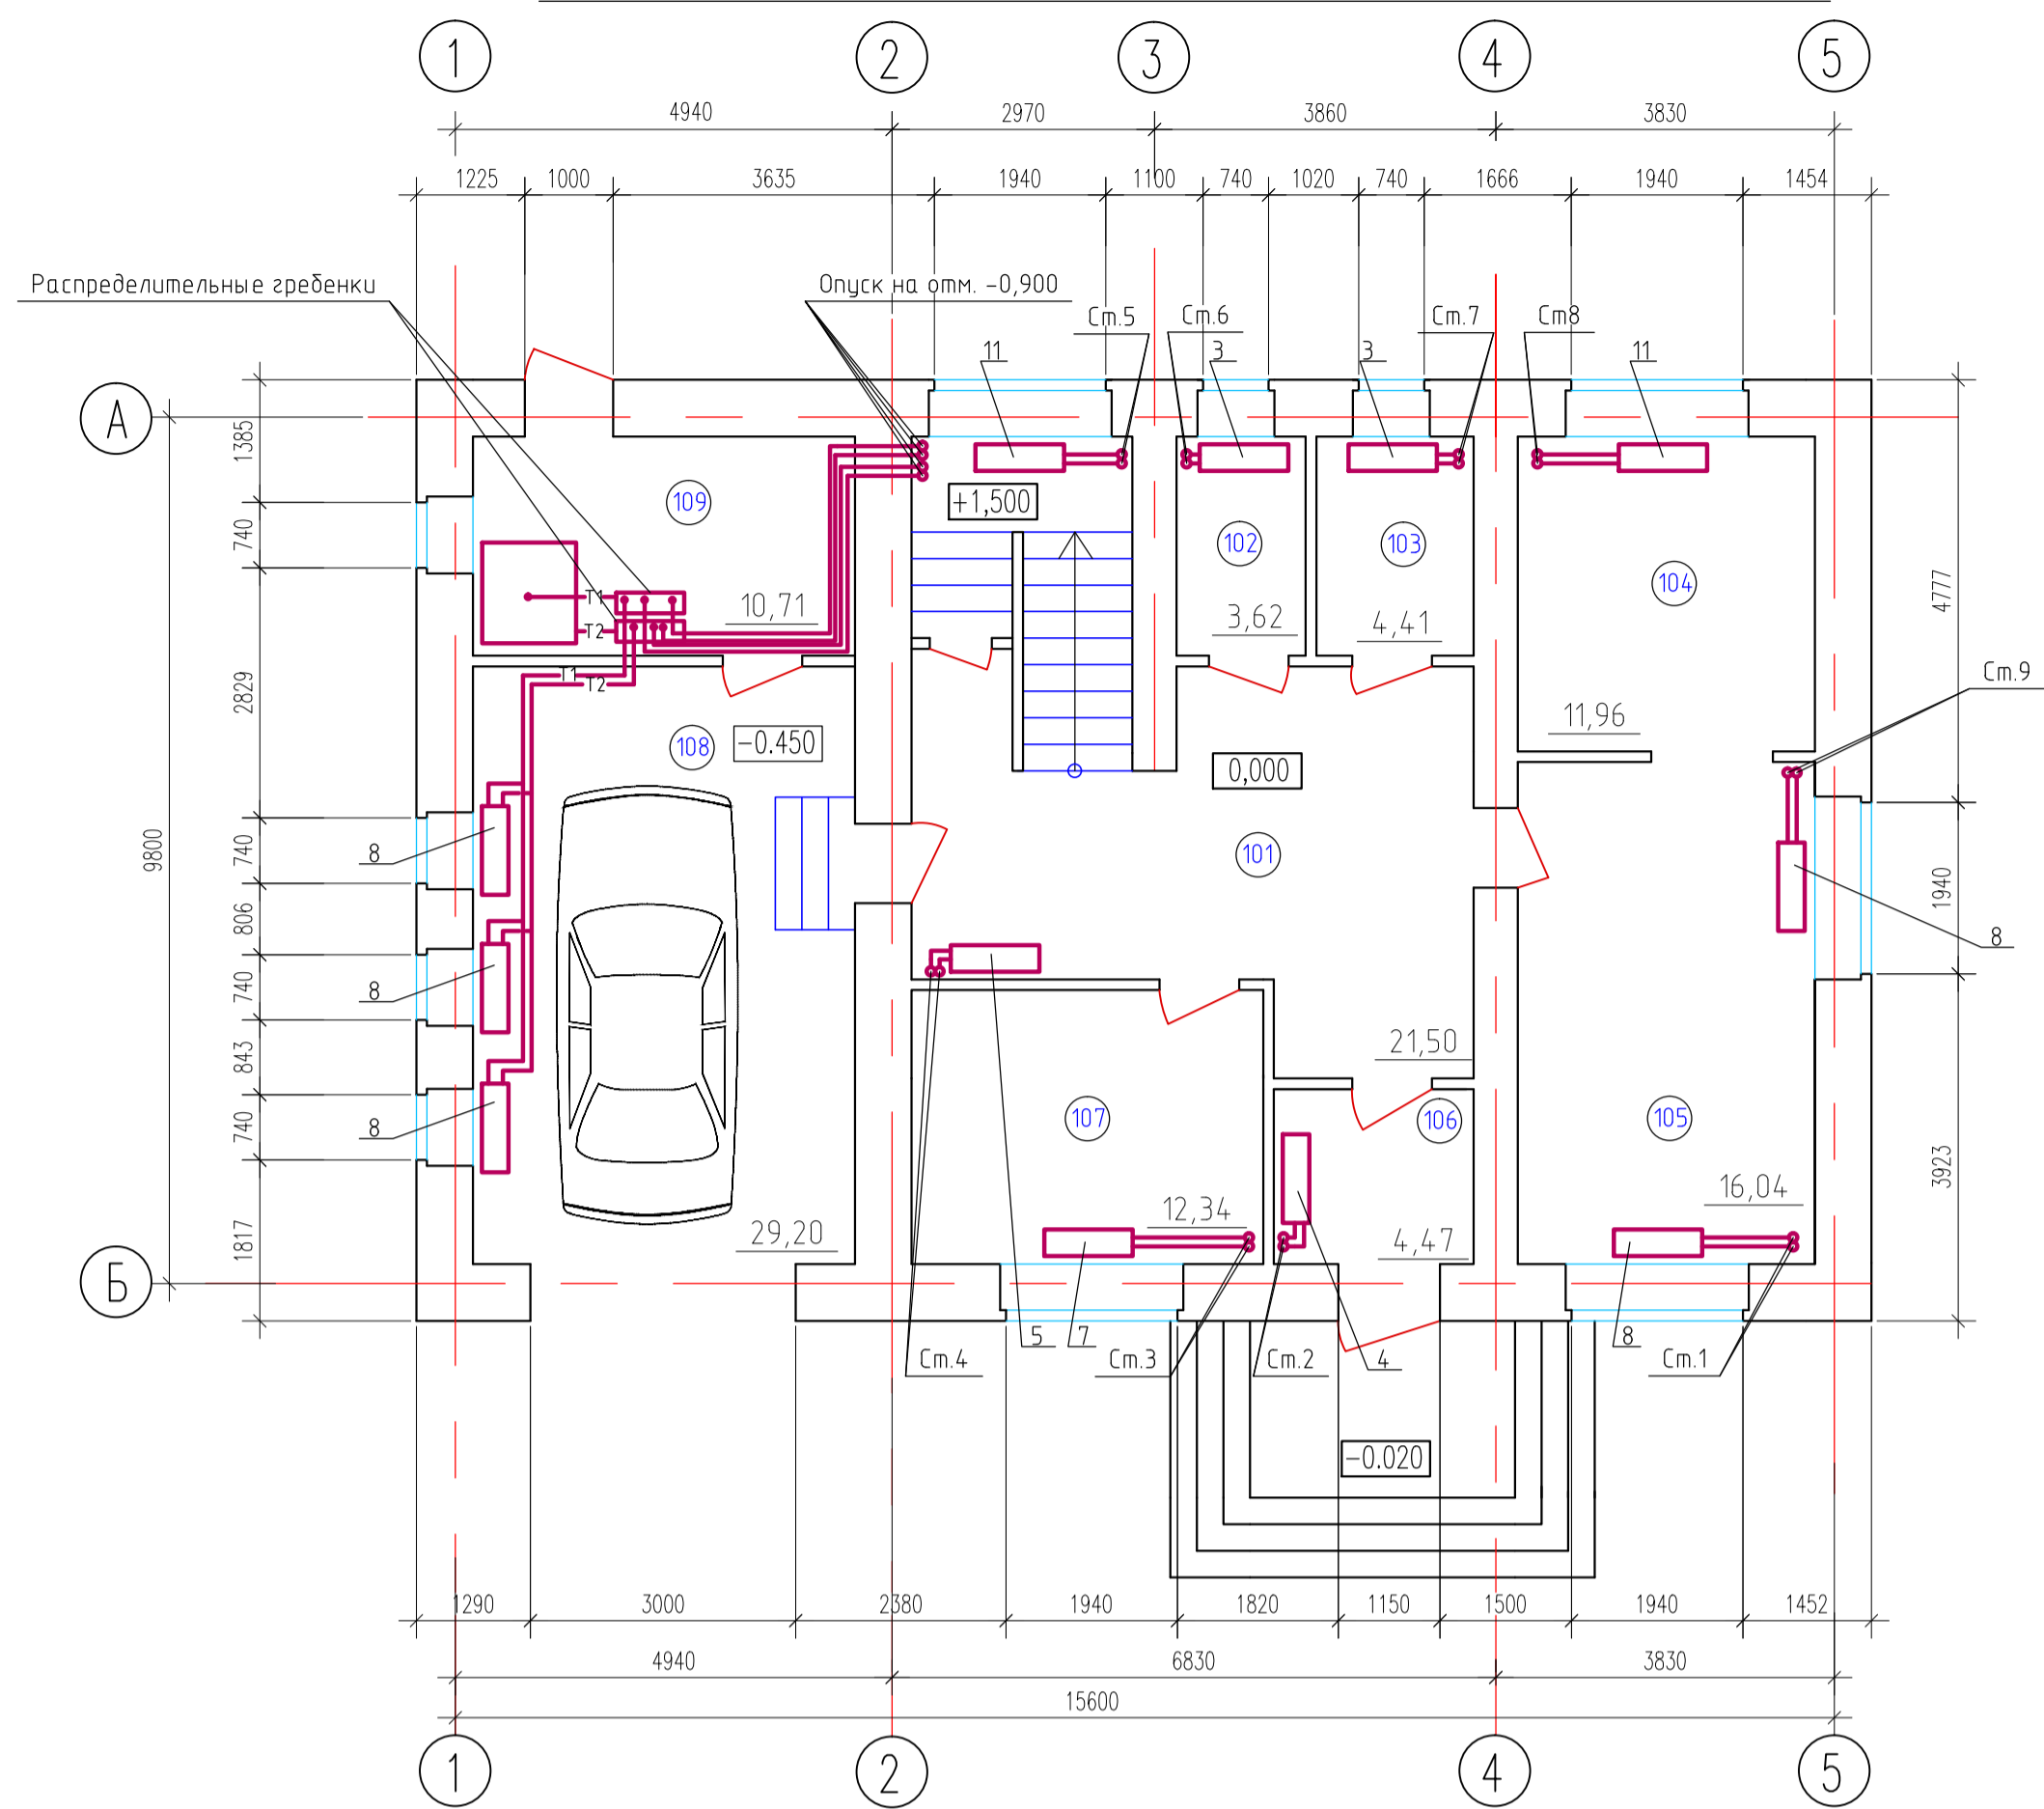 1 2 3 4 5
4940 2970 3860 3830
1225 1000 3635 1940 1100 740 1020 740 1666 1940 1454
Распределительные гребенки
Опуск на отм. -0,900
Ст.5
Ст.6
Ст.7
Ст8
11
3
3
11
А
1385
109
+1,500
740
102
103
104
4777
Т1
10,71
3,62
4,41
Т2
Т1
Т2
Ст.9
2829
11,96
108
-0.450
0,000
9800
740
8
101
1940
806
8
740
8
843
21,50
740
8
107
106
105
3923
1817
29,20
12,34
4,47
16,04
Б
Ст.4
5
7
Ст.3
Ст.2
4
8
Ст.1
-0.020
1290 3000 2380 1940 1820 1150 1500 1940 1452
4940 6830 3830
15600
1 2 4 5